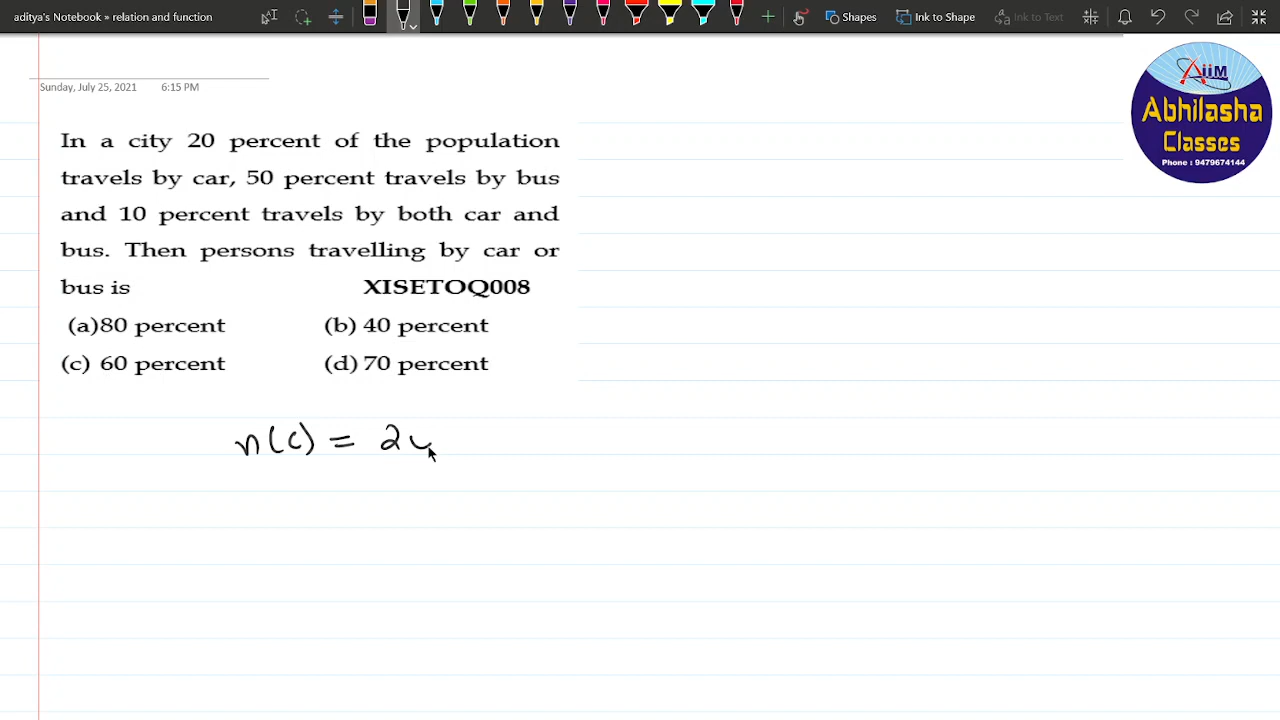 aditya's Notebook » relation and function
Shapes
Ink to Shape
Ink to Text
Sunday, July 25, 2021 6:15 PM
AiiM
Abhilasha
Classes
Phone : 9479674144
In a city 20 percent of the population
travels by car, 50 percent travels by bus
and 10 percent travels by both car and
bus. Then persons travelling by car or
bus is XISETOQ008
(a)80 percent (b) 40 percent
(c) 60 percent (d) 70 percent
n(c) = 2